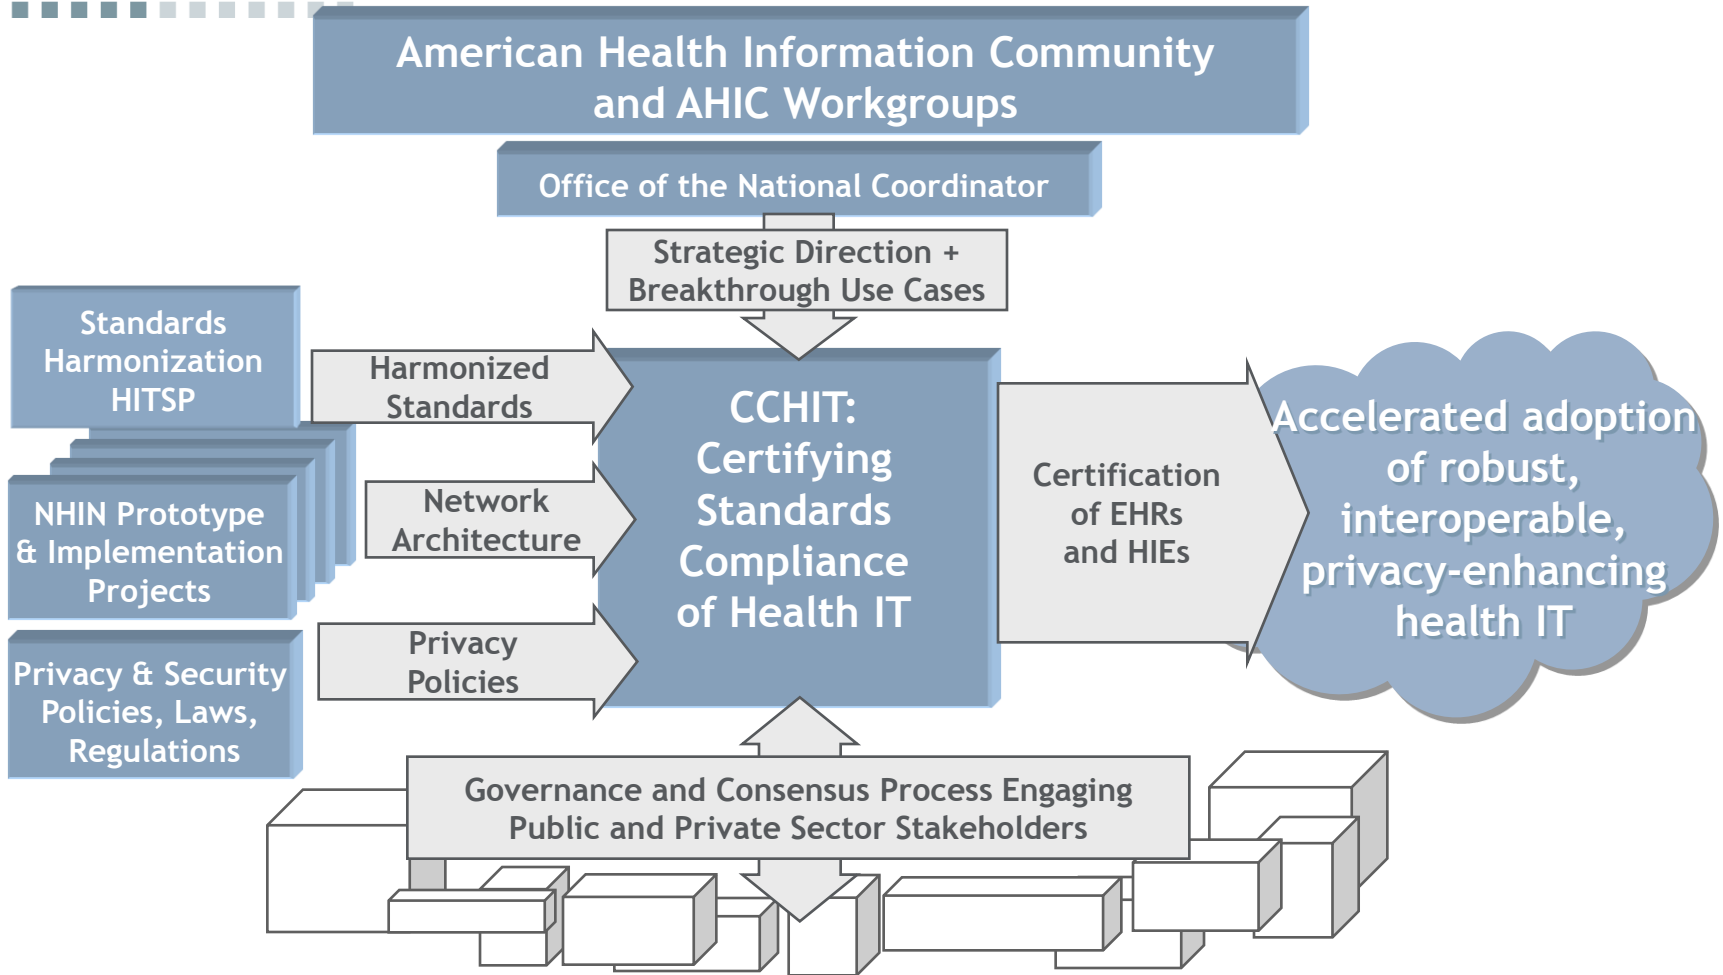 American Health Information Community
and AHIC Workgroups
Office of the National Coordinator
Strategic Direction +
Breakthrough Use Cases
Standards
Harmonization
HITSP
Harmonized
Standards
NHIN Prototype
& Implementation
Projects
Network
Architecture
Privacy & Security
Policies, Laws,
Regulations
Privacy
Policies
CCHIT:
Certifying
Standards
Compliance
of Health IT
Certification
of EHRs
and HIEs
Accelerated adoption
of robust,
interoperable,
privacy-enhancing
health IT
Governance and Consensus Process Engaging
Public and Private Sector Stakeholders